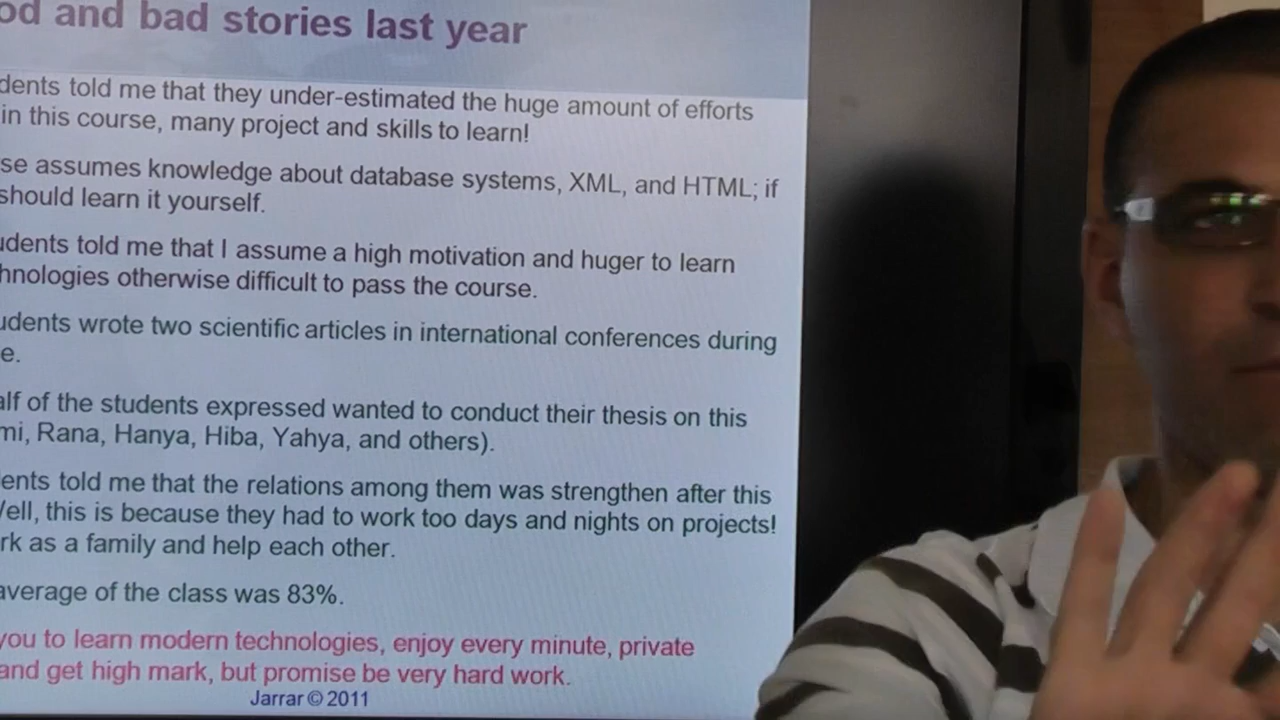 od and bad stories last year
dents told me that they under-estimated the huge amount of efforts
in this course, many project and skills to learn!
se assumes knowledge about database systems, XML, and HTML; if
should learn it yourself.
udents told me that I assume a high motivation and huger to learn
hnologies otherwise difficult to pass the course.
udents wrote two scientific articles in international conferences during
e.
alf of the students expressed wanted to conduct their thesis on this
mi, Rana, Hanya, Hiba, Yahya, and others).
ents told me that the relations among them was strengthen after this
Vell, this is because they had to work too days and nights on projects!
rk as a family and help each other.
average of the class was 83%.
you to learn modern technologies, enjoy every minute, private
and get high mark, but promise be very hard work.
Jarrar © 2011